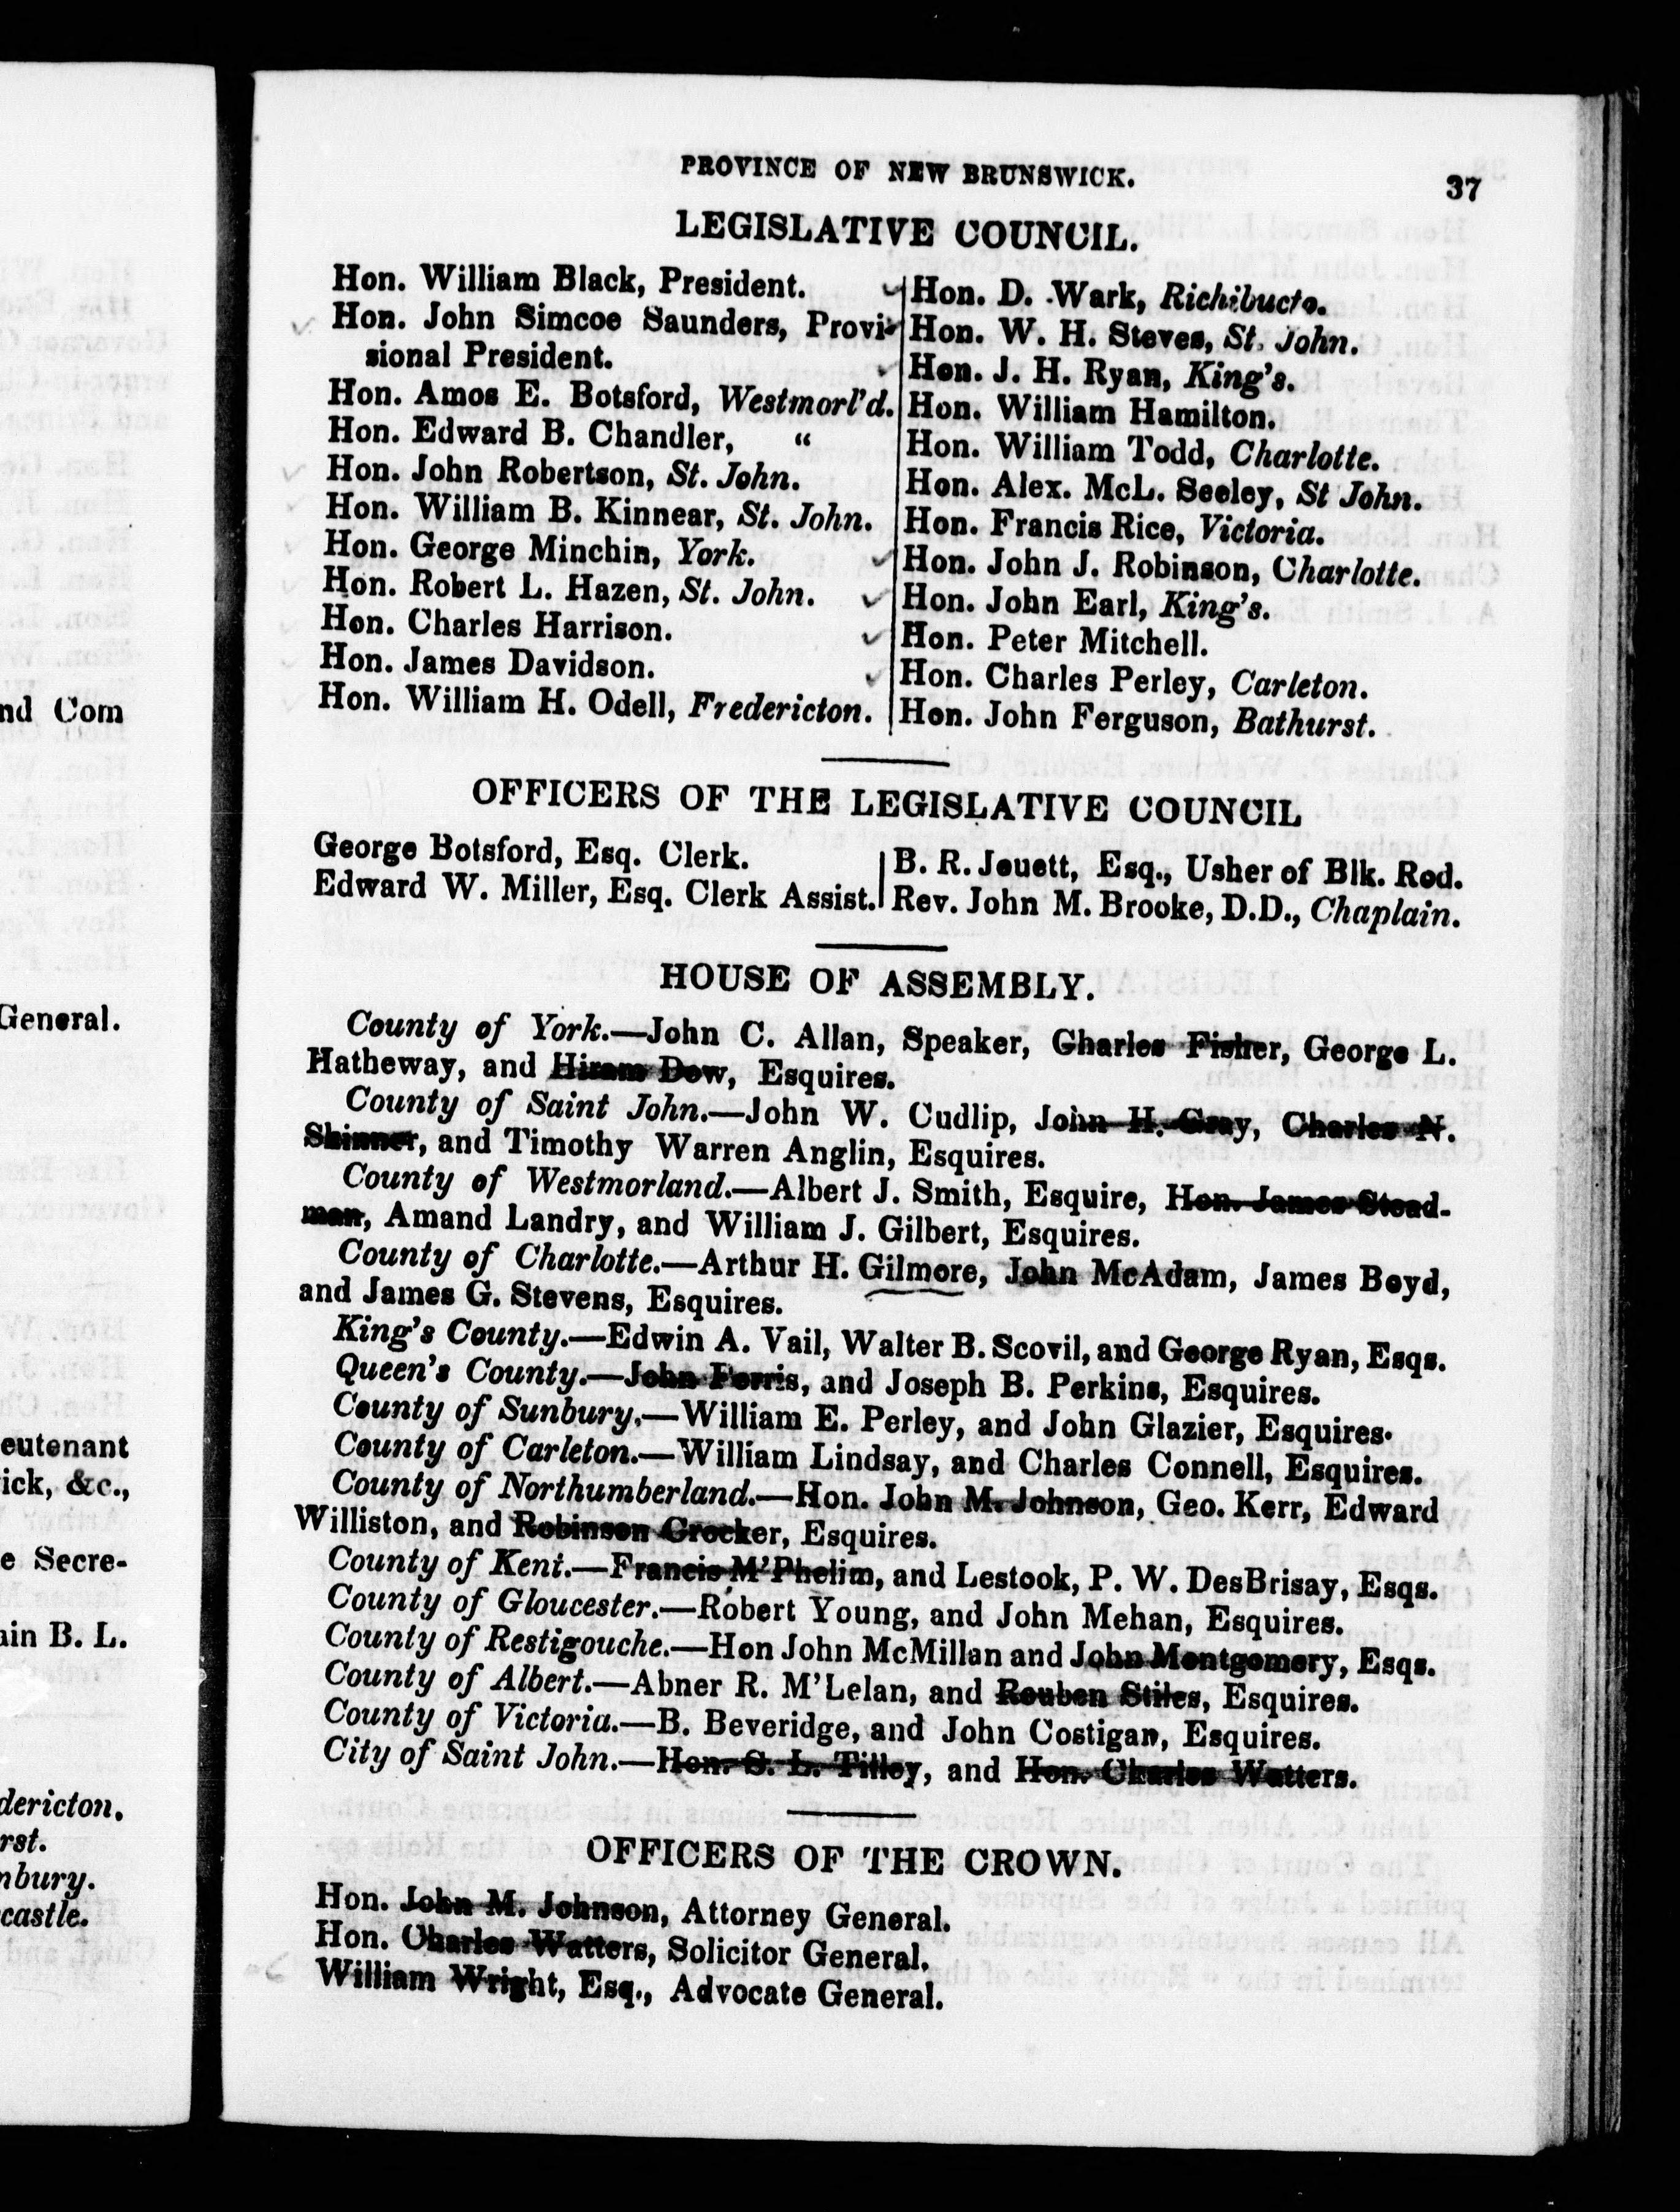 nd Com
General.
eutenant
ick, &c.,
e Secre-
ain B. L.
dericton.
rst.
nbury.
castle.
PROVINCE OF NEW BRUNSWICK.
37
LEGISLATIVE COUNCIL.
Hon. William Black, President.
Hon. John Simcoe Saunders, Provi-
sional President.
Hon. Amos E. Botsford, Westmorl'd.
Hon. Edward B. Chandler, "
Hon. John Robertson, St. John.
Hon. William B. Kinnear, St. John.
Hon. George Minchin, York.
Hon. Robert L. Hazen, St. John.
Hon. Charles Harrison.
Hon. James Davidson.
Hon. William H. Odell, Fredericton.
Hon. D. Wark, Richibucto.
Hon. W. H. Steves, St. John.
Hon. J. H. Ryan, King's.
Hon. William Hamilton.
Hon. William Todd, Charlotte.
Hon. Alex. McL. Seeley, St John.
Hon. Francis Rice, Victoria.
Hon. John J. Robinson, Charlotte.
Hon. John Earl, King's.
Hon. Peter Mitchell.
Hon. Charles Perley, Carleton.
Hon. John Ferguson, Bathurst.
OFFICERS OF THE LEGISLATIVE COUNCIL
George Botsford, Esq. Clerk.
Edward W. Miller, Esq. Clerk Assist.
B. R. Jouett, Esq., Usher of Blk. Rod.
Rev. John M. Brooke, D.D., Chaplain.
HOUSE OF ASSEMBLY.
County of York.—John C. Allan, Speaker, Charles Fisher, George L.
Hatheway, and Hiram Dow, Esquires.
County of Saint John.—John W. Cudlip, John H. Gray, Charles N.
Skinner, and Timothy Warren Anglin, Esquires.
County of Westmorland.—Albert J. Smith, Esquire, Hon. James Stead-
man, Amand Landry, and William J. Gilbert, Esquires.
County of Charlotte.—Arthur H. Gilmore, John McAdam, James Boyd,
and James G. Stevens, Esquires.
King's County.—Edwin A. Vail, Walter B. Scovil, and George Ryan, Esqs.
Queen's County.—John Ferris, and Joseph B. Perkins, Esquires.
County of Sunbury.—William E. Perley, and John Glazier, Esquires.
County of Carleton.—William Lindsay, and Charles Connell, Esquires.
County of Northumberland.—Hon. John M. Johnson, Geo. Kerr, Edward
Williston, and Robinson Crocker, Esquires.
County of Kent.—Francis M'Phelim, and Lestook, P. W. DesBrisay, Esqs.
County of Gloucester.—Robert Young, and John Mehan, Esquires.
County of Restigouche.—Hon John McMillan and John Montgomery, Esqs.
County of Albert.—Abner R. M'Lelan, and Reuben Stiles, Esquires.
County of Victoria.—B. Beveridge, and John Costigan, Esquires.
City of Saint John.—Hon. S. L. Tilley, and Hon. Charles Watters.
OFFICERS OF THE CROWN.
Hon. John M. Johnson, Attorney General.
Hon. Charles Watters, Solicitor General.
William Wright, Esq., Advocate General.